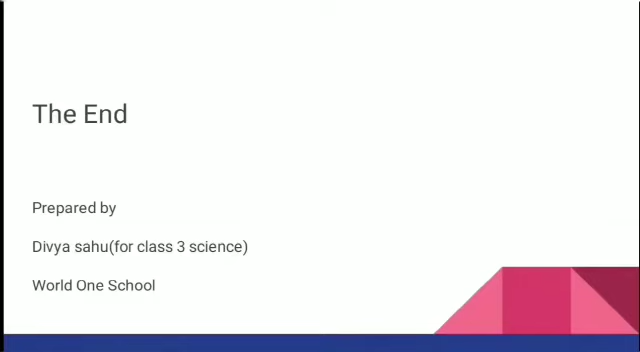 The End
Prepared by
Divya sahu(for class 3 science)
World One School